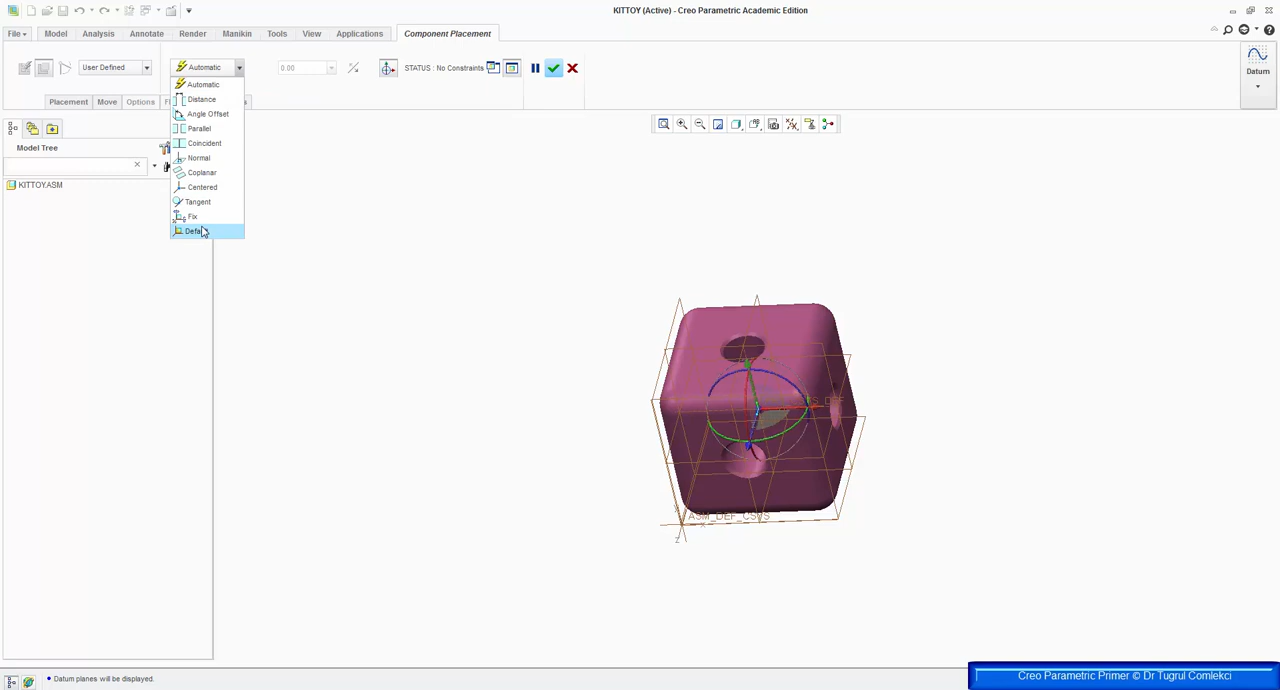 KITTOY (Active) - Creo Parametric Academic Edition
File
Model
Analysis
Annotate
Render
Manikin
Tools
View
Applications
Component Placement
User Defined
Automatic
0.00
STATUS : No Constraints
Datum
Placement
Move
Options
Automatic
Distance
Angle Offset
Parallel
Coincident
Normal
Coplanar
Centered
Tangent
Fix
Model Tree
KITTOY.ASM
ASM_DEF_CSYS
X
Z
Datum planes will be displayed.
Creo Parametric Primer © Dr Tugrul Comlekci